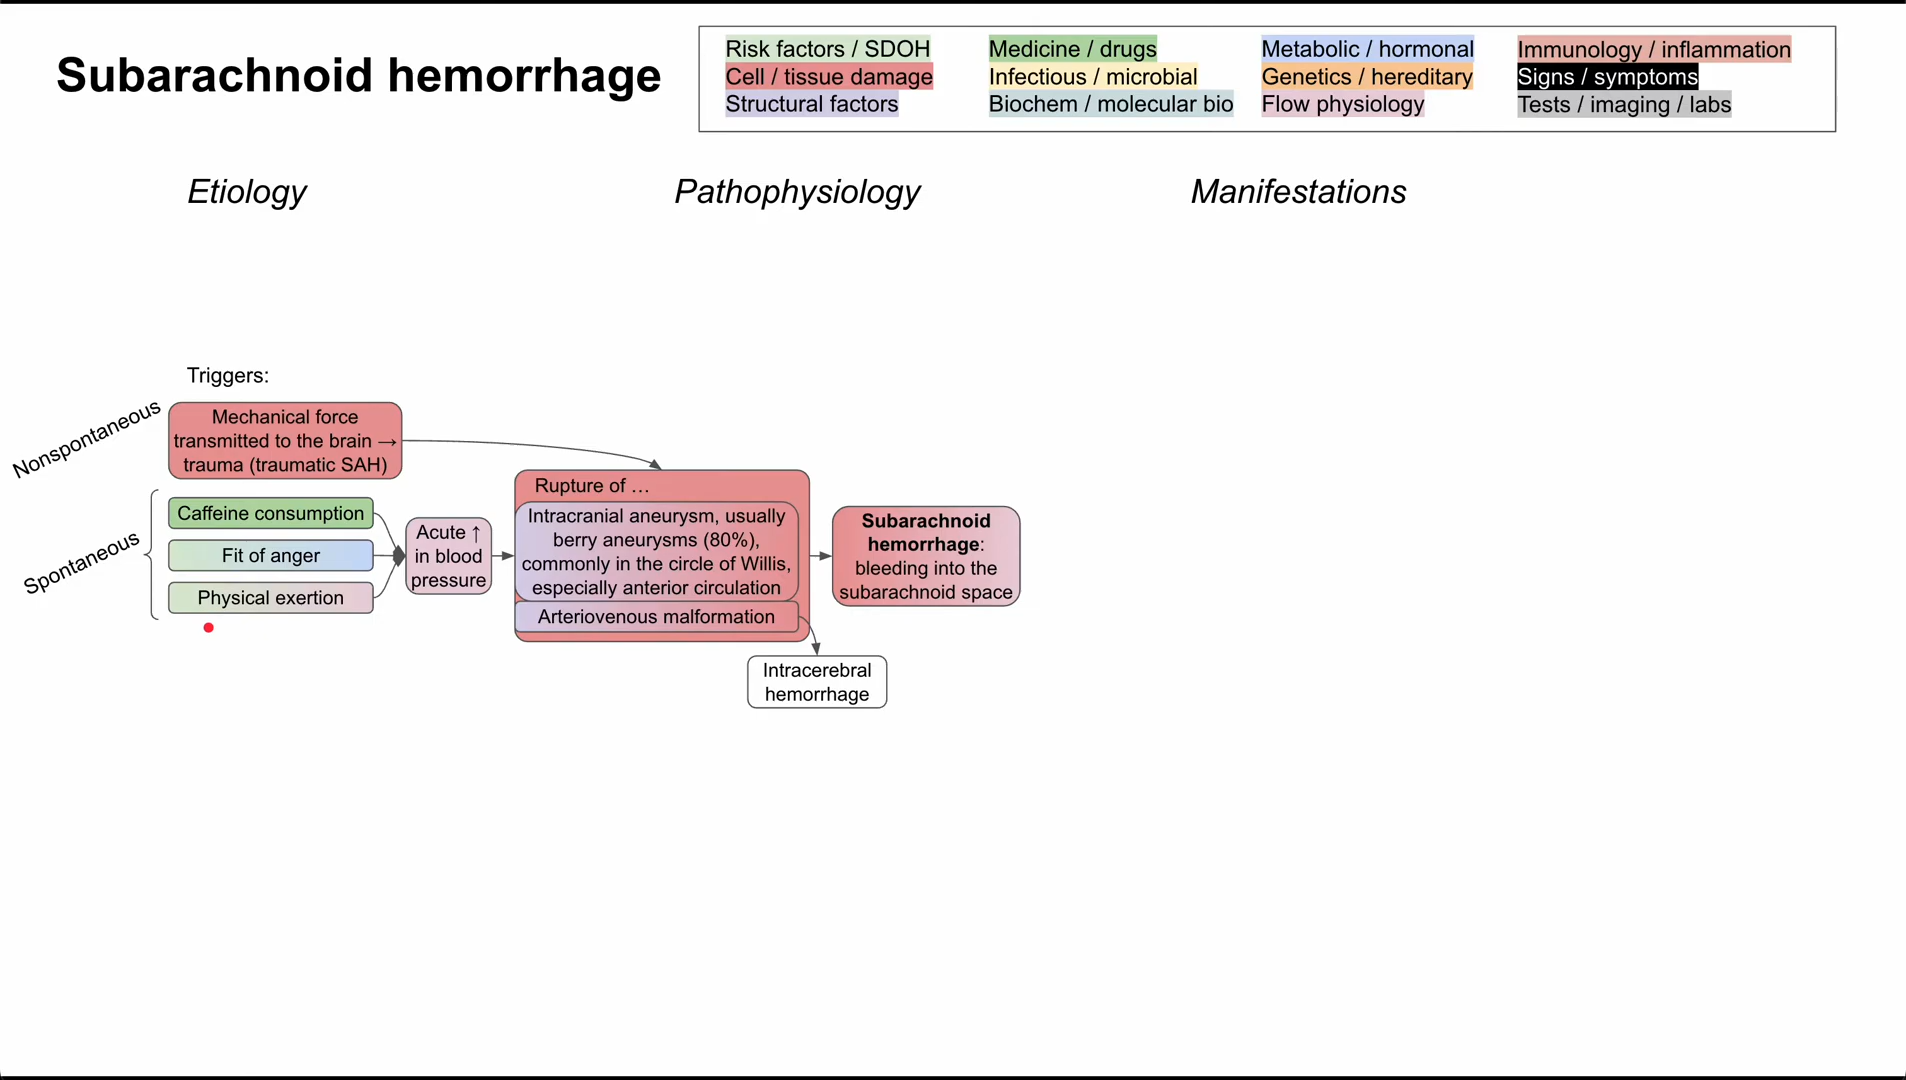 Subarachnoid hemorrhage
Risk factors / SDOH
Cell / tissue damage
Structural factors
Medicine / drugs
Infectious / microbial
Biochem / molecular bio
Metabolic / hormonal
Genetics / hereditary
Flow physiology
Immunology / inflammation
Signs / symptoms
Tests / imaging / labs
Etiology
Pathophysiology
Manifestations
Triggers:
Nonspontaneous
Mechanical force
transmitted to the brain →
trauma (traumatic SAH)
Spontaneous
Caffeine consumption
Fit of anger
Physical exertion
Acute ↑
in blood
pressure
Rupture of …
Intracranial aneurysm, usually
berry aneurysms (80%),
commonly in the circle of Willis,
especially anterior circulation
Arteriovenous malformation
Subarachnoid
hemorrhage:
bleeding into the
subarachnoid space
Intracerebral
hemorrhage